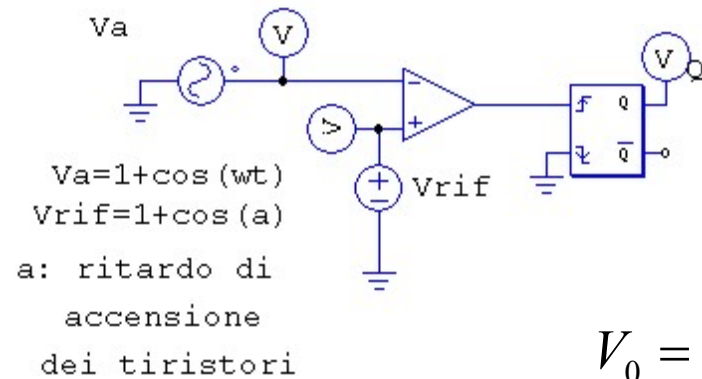 Va
V
V
Q
-
+
Q
V
+
-
Vrif
Q
Va=1+cos(wt)
Vrif=1+cos(a)
a: ritardo di
accensione
dei tiristori
V₀ =